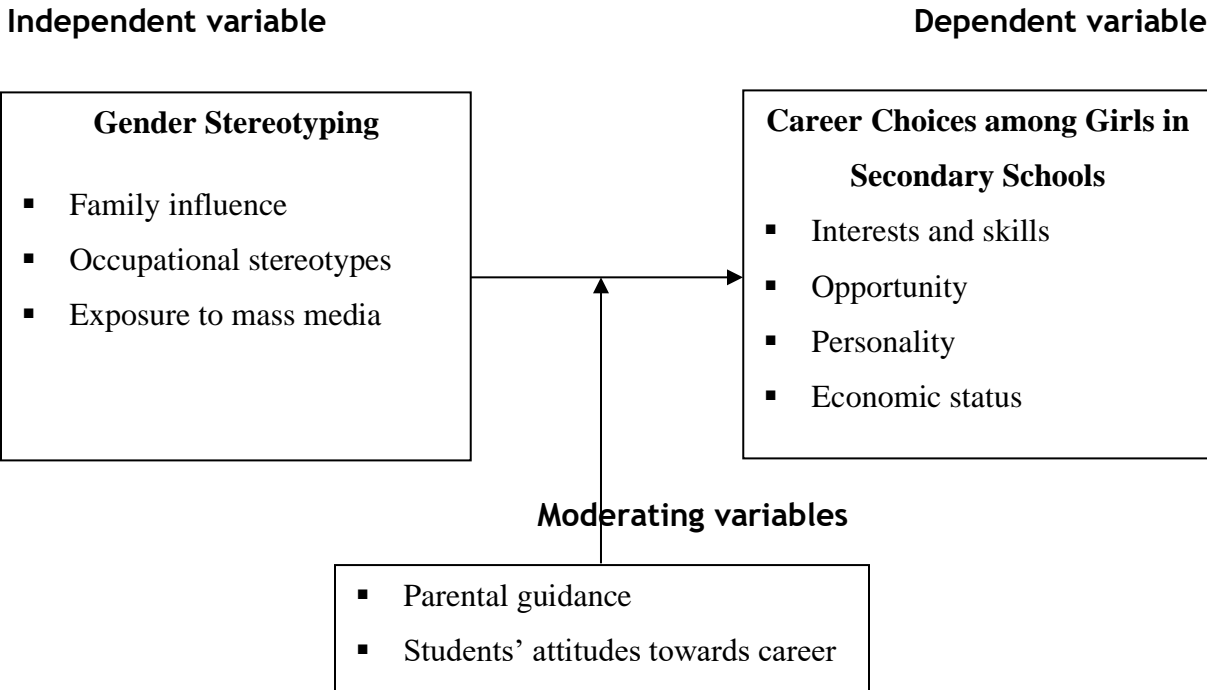 Independent variable
Dependent variable
Gender Stereotyping
▪ Family influence
▪ Occupational stereotypes
▪ Exposure to mass media
Career Choices among Girls in
Secondary Schools
▪ Interests and skills
▪ Opportunity
▪ Personality
▪ Economic status
Moderating variables
▪ Parental guidance
▪ Students’ attitudes towards career